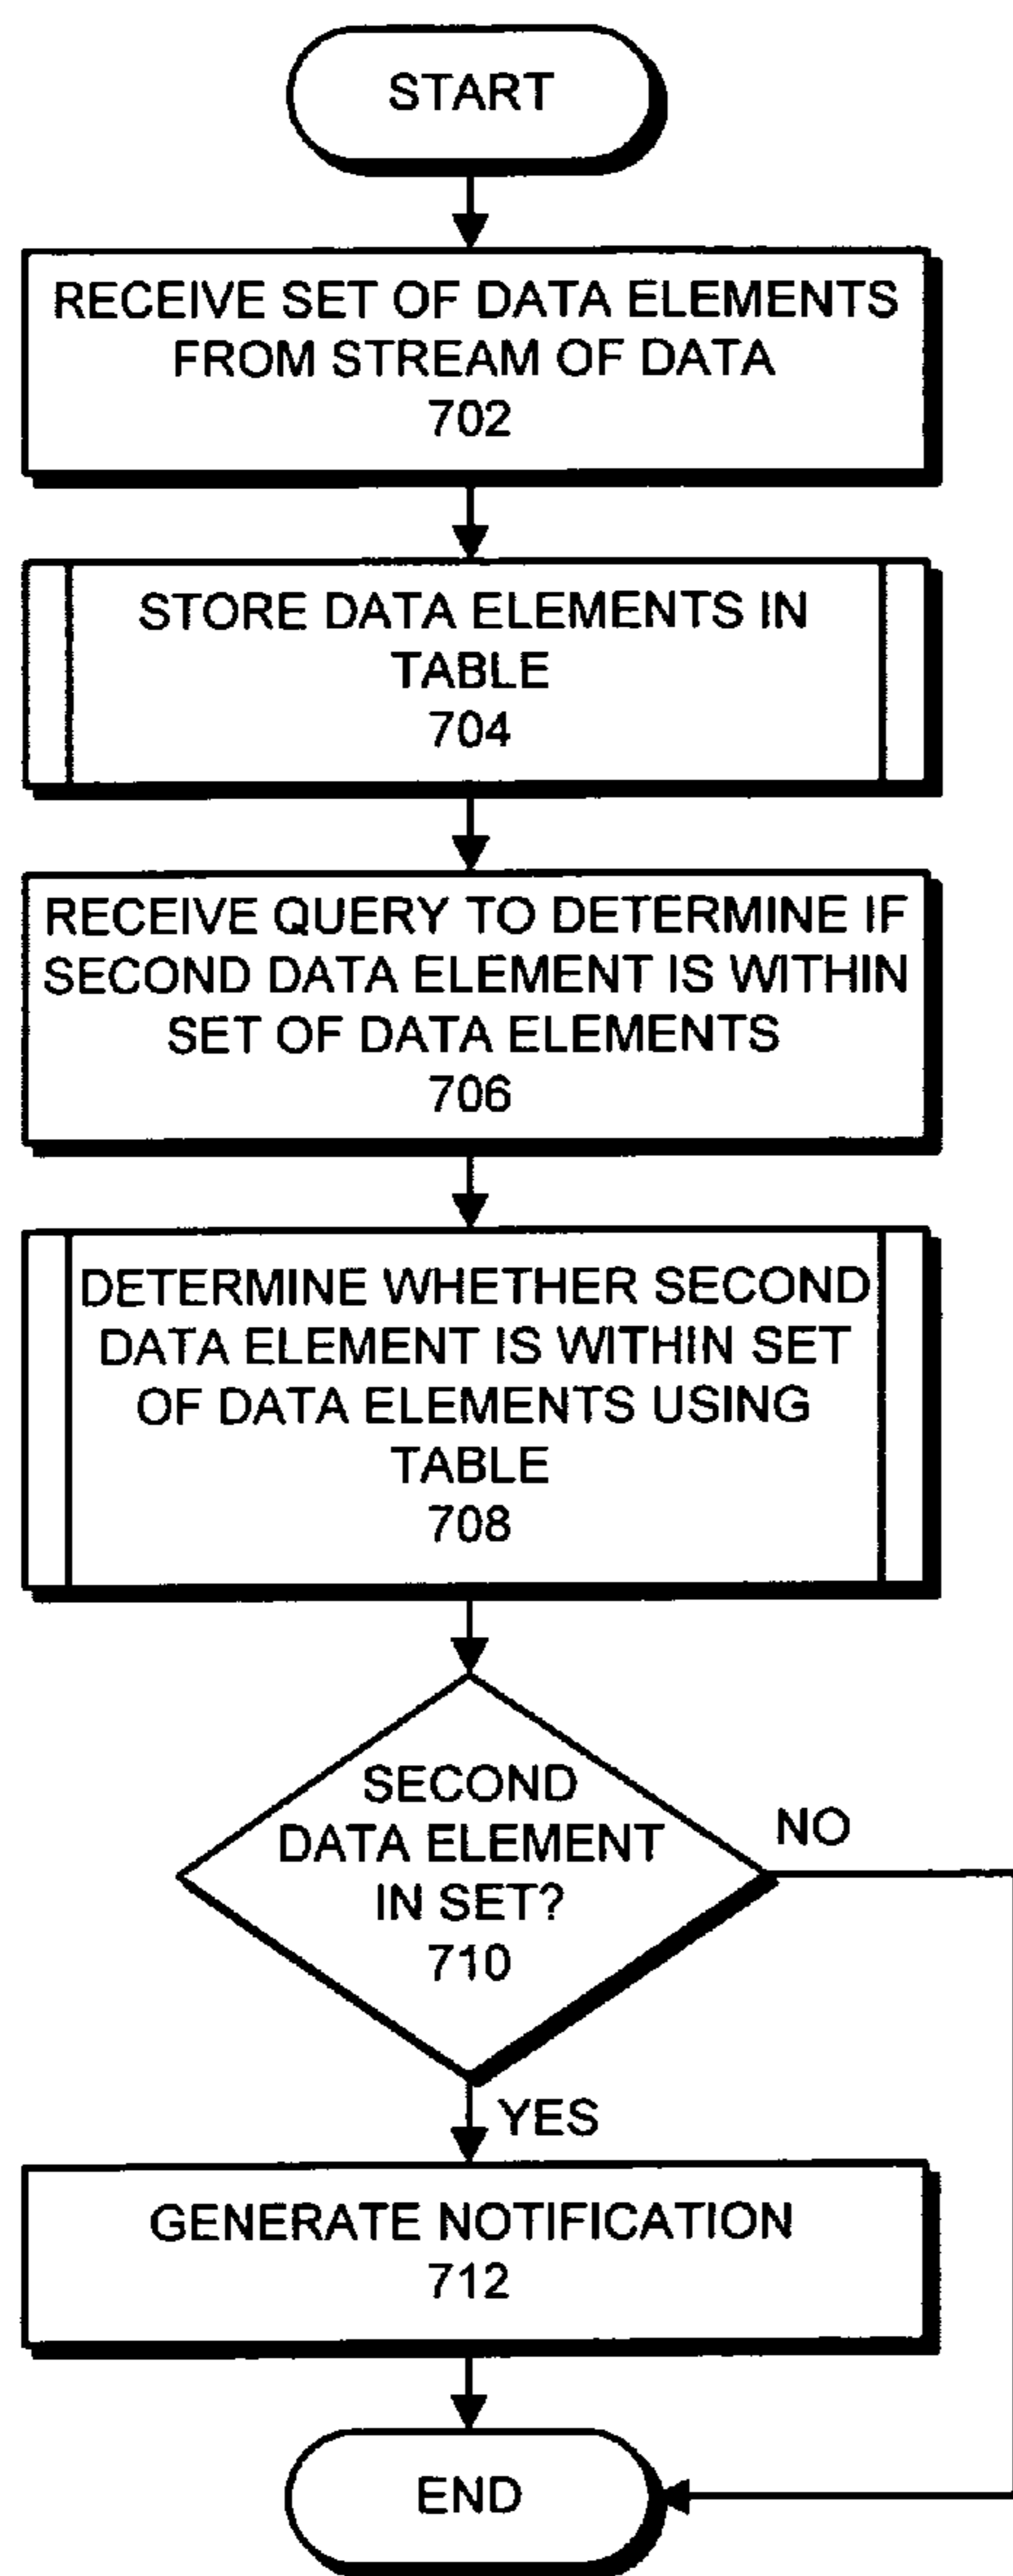 START
RECEIVE SET OF DATA ELEMENTS
FROM STREAM OF DATA
702
STORE DATA ELEMENTS IN
TABLE
704
RECEIVE QUERY TO DETERMINE IF
SECOND DATA ELEMENT IS WITHIN
SET OF DATA ELEMENTS
706
DETERMINE WHETHER SECOND
DATA ELEMENT IS WITHIN SET
OF DATA ELEMENTS USING
TABLE
708
SECOND
DATA ELEMENT
IN SET?
710
NO
YES
GENERATE NOTIFICATION
712
END